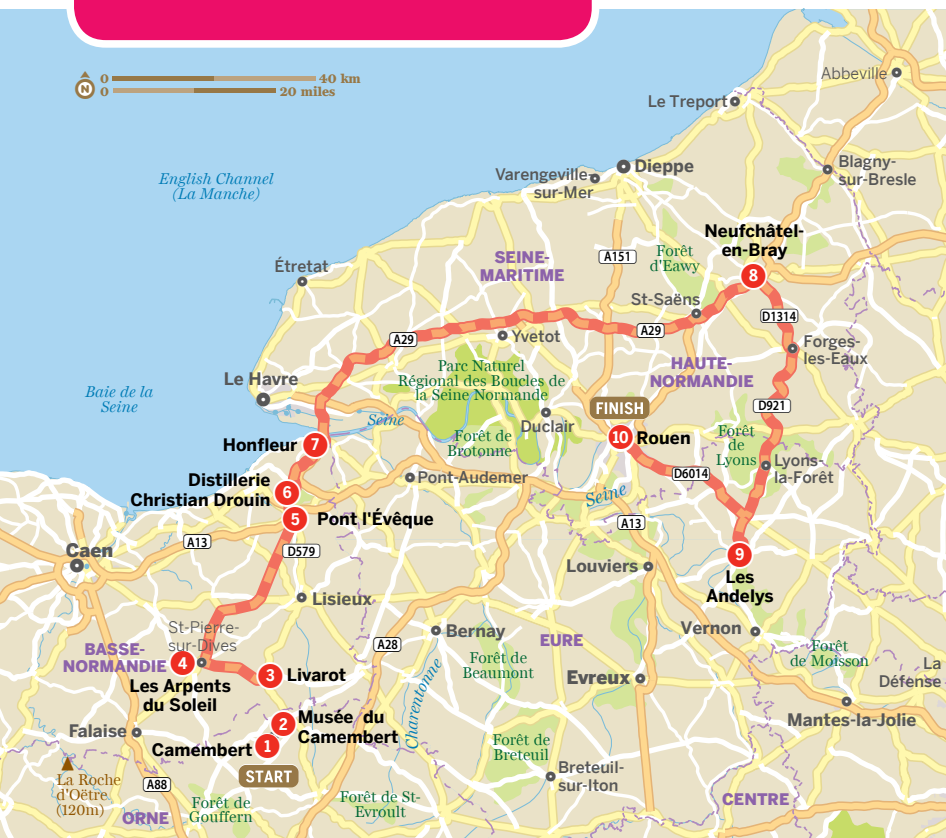 0 40 km
N
0 20 miles
Abbeville
Le Treport
Dieppe
Varengeville-
sur-Mer
Blagny-
sur-Bresle
English Channel
(La Manche)
Neufchâtel-
en-Bray
8
Forêt
d'Eawy
A151
SEINE-
MARITIME
Étretat
St-Saëns
D1314
A29
A29
Yvetot
Forges-
les-Eaux
HAUTE-
NORMANDIE
Parc Naturel
Régional des Boucles de
la Seine Normande
Le Havre
Baie de la
Seine
Seine
D921
FINISH
10 Rouen
Duclair
Forêt de
Brotonne
Forêt
de
Lyons
Honfleur 7
Lyons-
la-Forêt
D6014
Pont-Audemer
Distillerie
Christian Drouin 6
Seine
5 Pont l'Évêque
A13
A13
D579
Caen
9
Les
Andelys
Louviers
Lisieux
St-Pierre-
sur-Dives
Vernon
Bernay
A28
EURE
BASSE-
NORMANDIE
4
Les Arpents
du Soleil
3 Livarot
Forêt de
Beaumont
Forêt
de Moisson
Evreux
La
Défense
Charentonne
2 Musée du
Camembert
Mantes-la-Jolie
Falaise
Camembert 1
START
Forêt de
Breteuil
La Roche
d'Oëtre
(120m)
A88
Breteuil-
sur-Iton
Forêt de
Gouffern
Forêt de St-
Evroult
CENTRE
ORNE